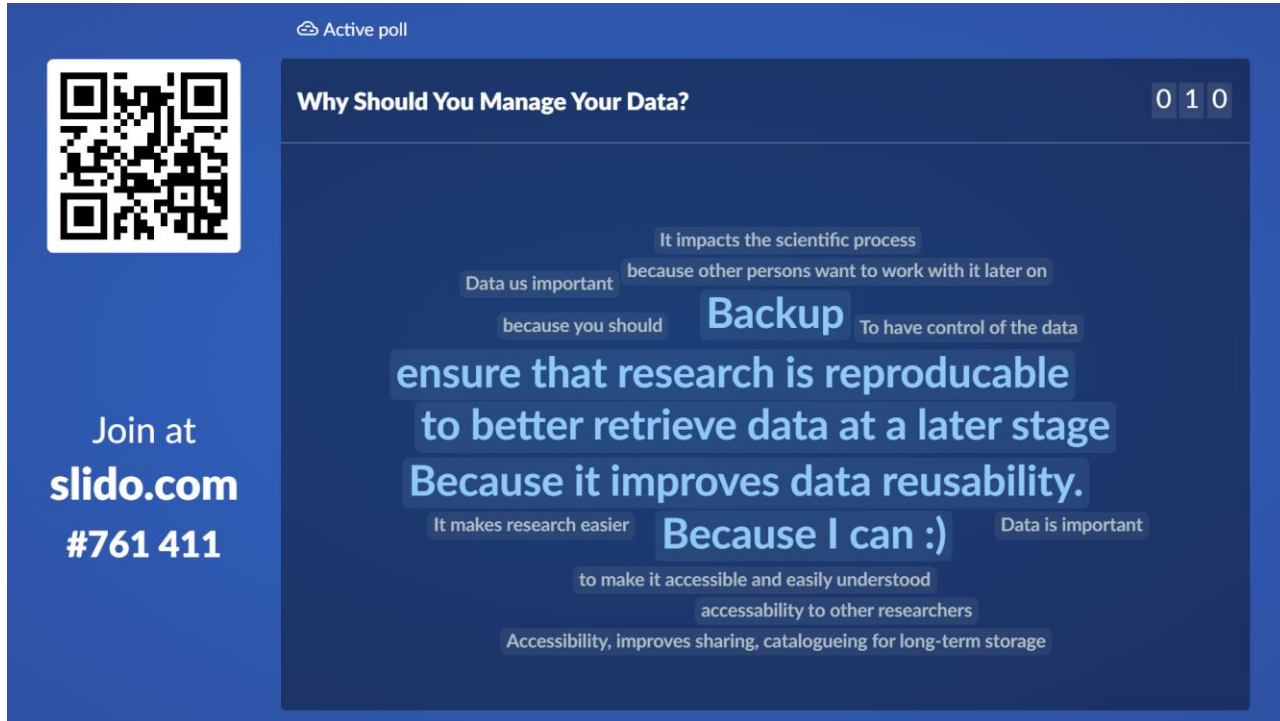 Active poll
Why Should You Manage Your Data?
0 1 0
It impacts the scientific process
because other persons want to work with it later on
Data us important
Backup
because you should
To have control of the data
ensure that research is reproducable
to better retrieve data at a later stage
Because it improves data reusability.
It makes research easier
Because I can :)
Data is important
to make it accessible and easily understood
accessability to other researchers
Accessibility, improves sharing, catalogueing for long-term storage
Join at
slido.com
#761 411